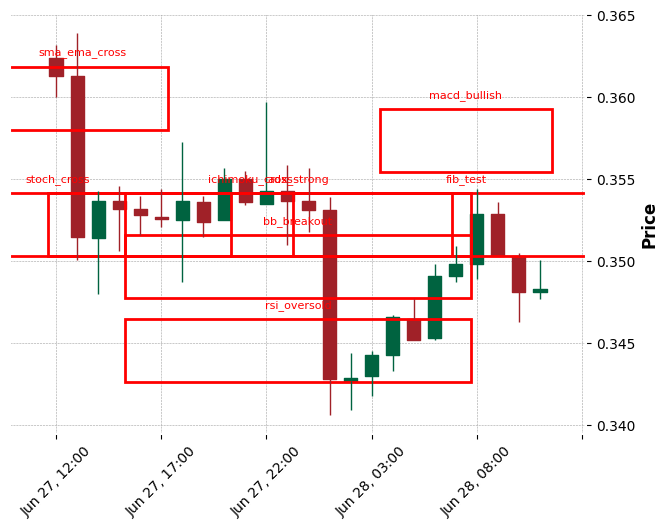 0.365
sma_ema_cross
0.360
macd_bullish
0.355
stoch_cross
fib_test
bb_breakout
0.350
Price
rsi_oversold
0.345
0.340
Jun 27, 12:00
Jun 27, 17:00
Jun 27, 22:00
Jun 28, 03:00
Jun 28, 08:00